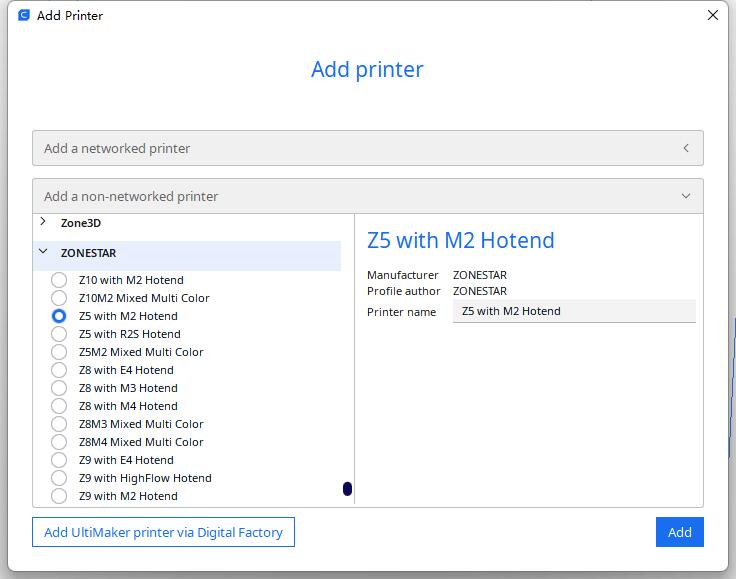 Add Printer
Add printer
Add a networked printer
Add a non-networked printer
Zone3D
ZONESTAR
Z10 with M2 Hotend
Z10M2 Mixed Multi Color
Z5 with M2 Hotend
Z5 with R2S Hotend
Z5M2 Mixed Multi Color
Z8 with E4 Hotend
Z8 with M3 Hotend
Z8 with M4 Hotend
Z8M3 Mixed Multi Color
Z8M4 Mixed Multi Color
Z9 with E4 Hotend
Z9 with HighFlow Hotend
Z9 with M2 Hotend
Z5 with M2 Hotend
Manufacturer ZONESTAR
Profile author ZONESTAR
Printer name Z5 with M2 Hotend
Add UltiMaker printer via Digital Factory
Add